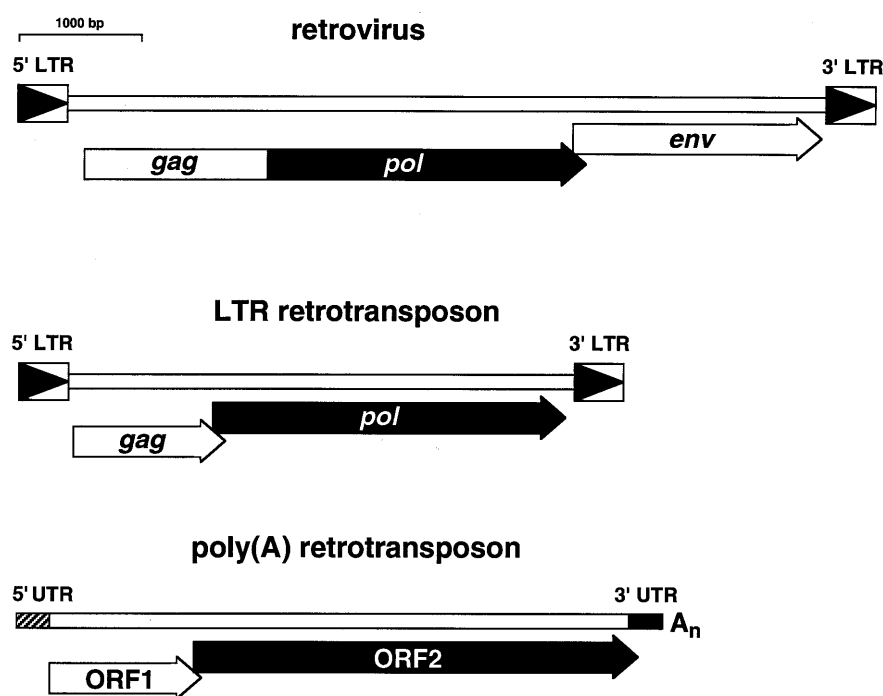 1000 bp
retrovirus
5' LTR
3' LTR
env
gag
pol
LTR retrotransposon
5' LTR
3' LTR
pol
gag
poly(A) retrotransposon
5' UTR
3' UTR
An
ORF2
ORF1